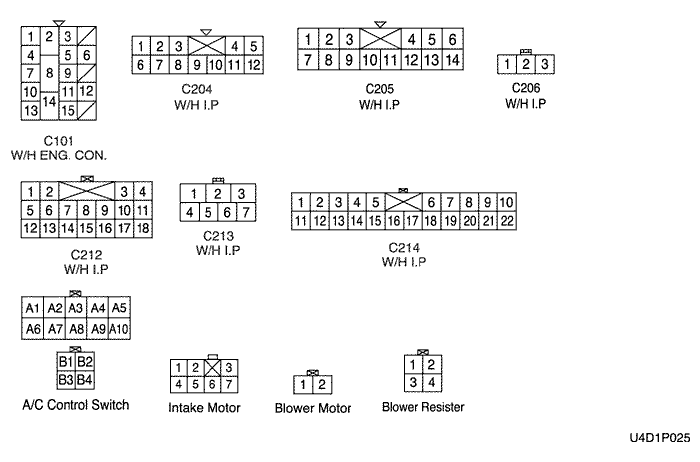 1 2 3
4 5 6
7 8 9
10 11 12
13 14 15
C101
W/H ENG. CON.
1 2 3 4 5
6 7 8 9 10 11 12
C204
W/H I.P
1 2 3 4 5 6
7 8 9 10 11 12 13 14
C205
W/H I.P
1 2 3
C206
W/H I.P
1 2 3 4
5 6 7 8 9 10 11
12 13 14 15 16 17 18
C212
W/H I.P
1 2 3
4 5 6 7
C213
W/H I.P
1 2 3 4 5 6 7 8 9 10
11 12 13 14 15 16 17 18 19 20 21 22
C214
W/H I.P
A1 A2 A3 A4 A5
A6 A7 A8 A9 A10
B1 B2
B3 B4
A/C Control Switch
1 2 3
4 5 6 7
Intake Motor
1 2
Blower Motor
1 2
3 4
Blower Resister
U4D1P025